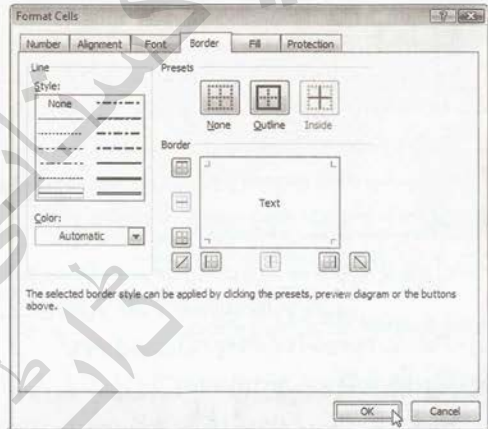 Format Cells
Number Alignment Font Border Fill Protection
Line
Style:
None
Color:
Automatic
Presets
None Outline Inside
Border
Text
The selected border style can be applied by clicking the presets, preview diagram or the buttons
above.
OK Cancel